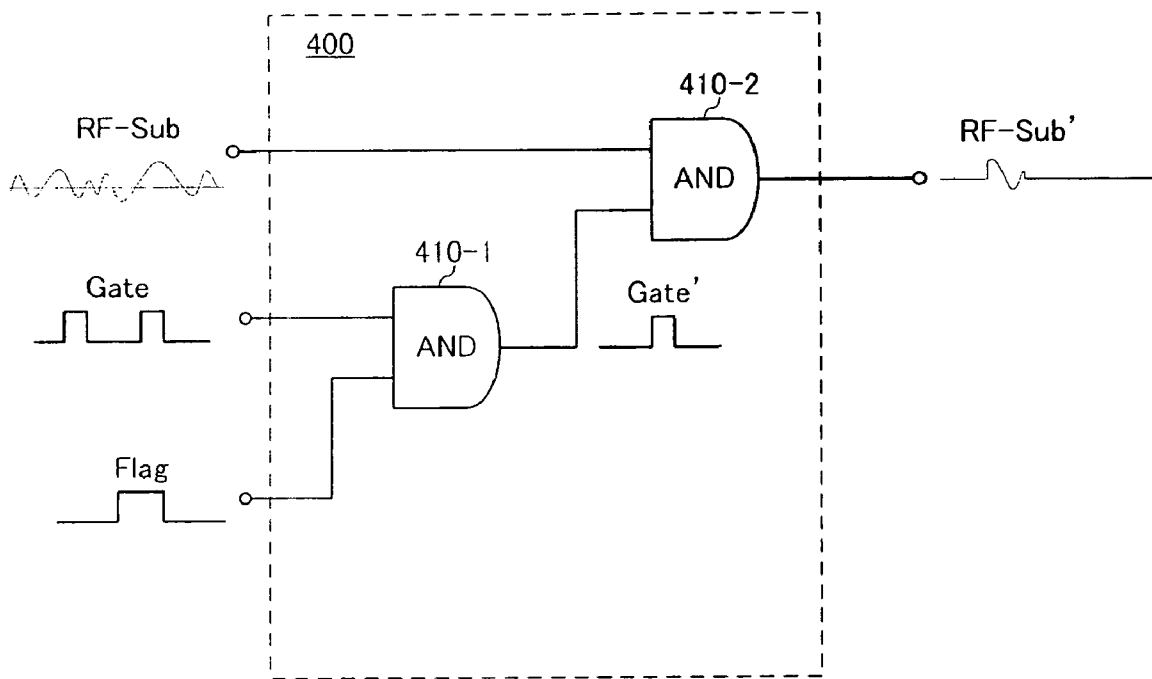 400
410-2
RF-Sub
AND
RF-Sub'
410-1
Gate
AND
Gate'
Flag